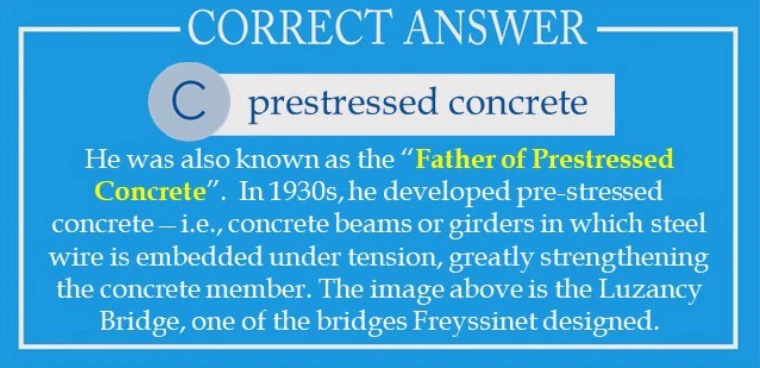 CORRECT ANSWER
C prestressed concrete
He was also known as the “Father of Prestressed
Concrete”. In 1930s, he developed pre-stressed
concrete – i.e., concrete beams or girders in which steel
wire is embedded under tension, greatly strengthening
the concrete member. The image above is the Luzancy
Bridge, one of the bridges Freyssinet designed.